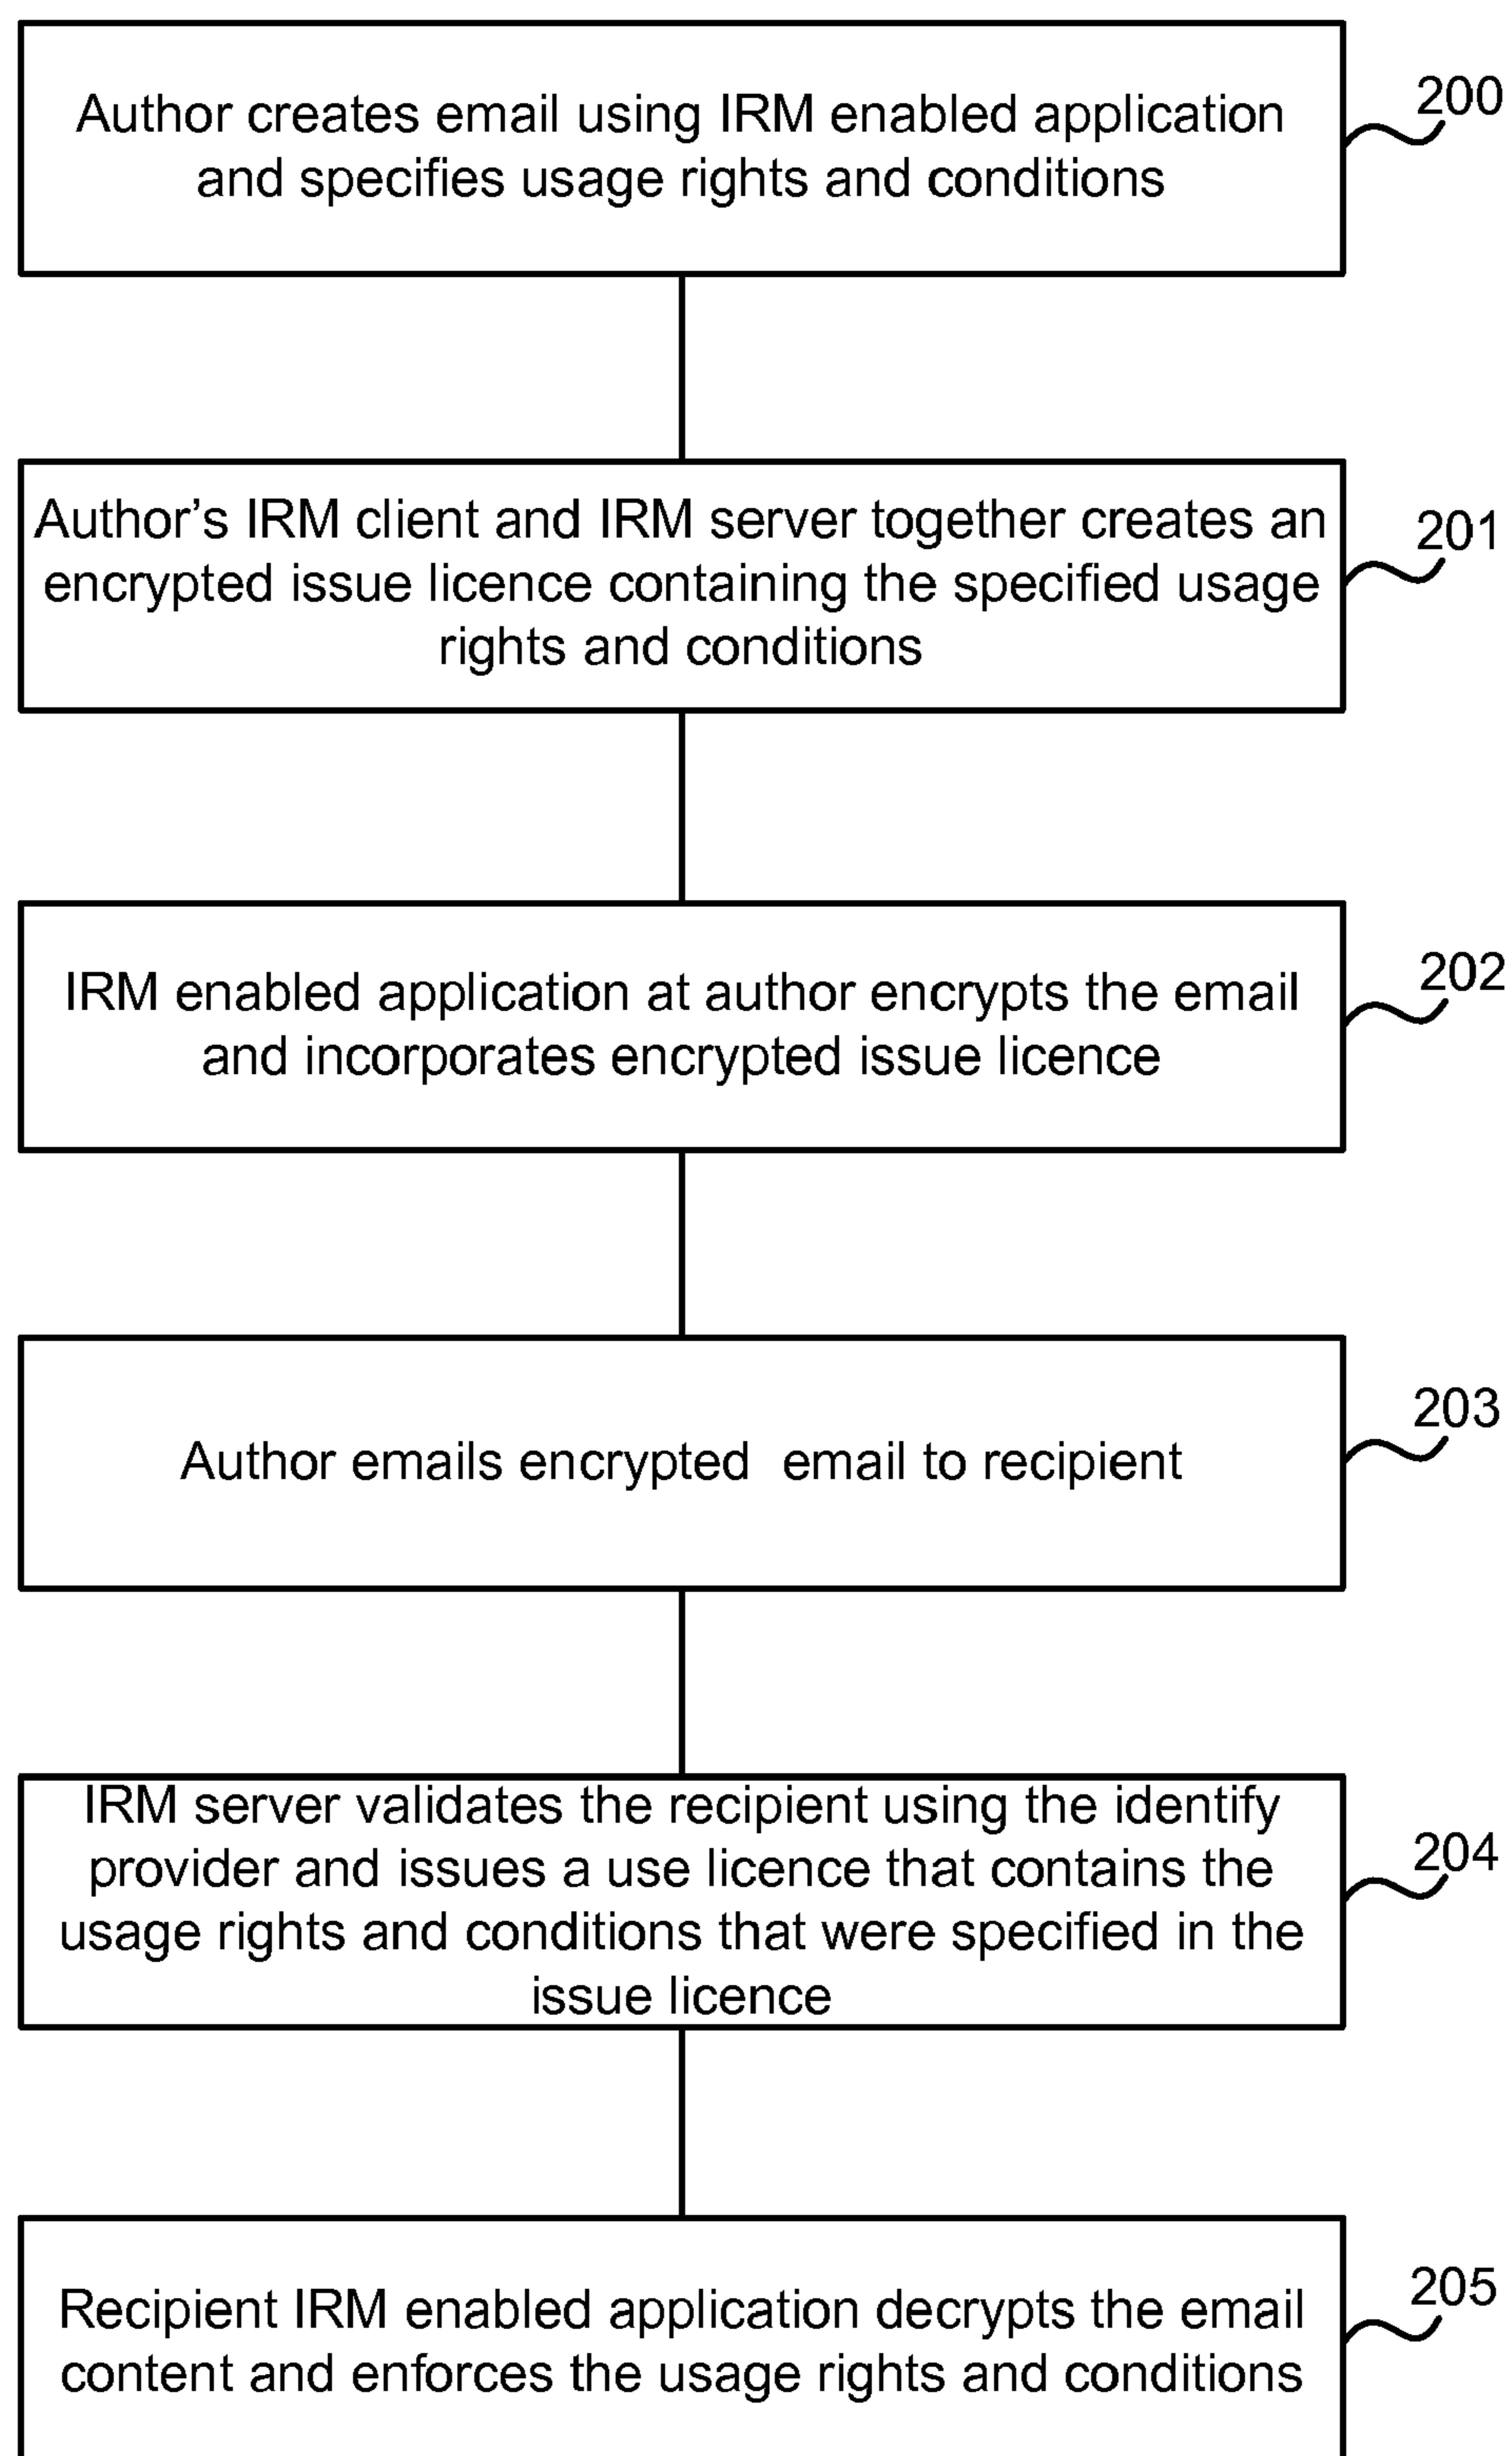 Author creates email using IRM enabled application
and specifies usage rights and conditions
200
Author's IRM client and IRM server together creates an
encrypted issue licence containing the specified usage
rights and conditions
201
IRM enabled application at author encrypts the email
and incorporates encrypted issue licence
202
Author emails encrypted  email to recipient
203
IRM server validates the recipient using the identify
provider and issues a use licence that contains the
usage rights and conditions that were specified in the
issue licence
204
Recipient IRM enabled application decrypts the email
content and enforces the usage rights and conditions
205